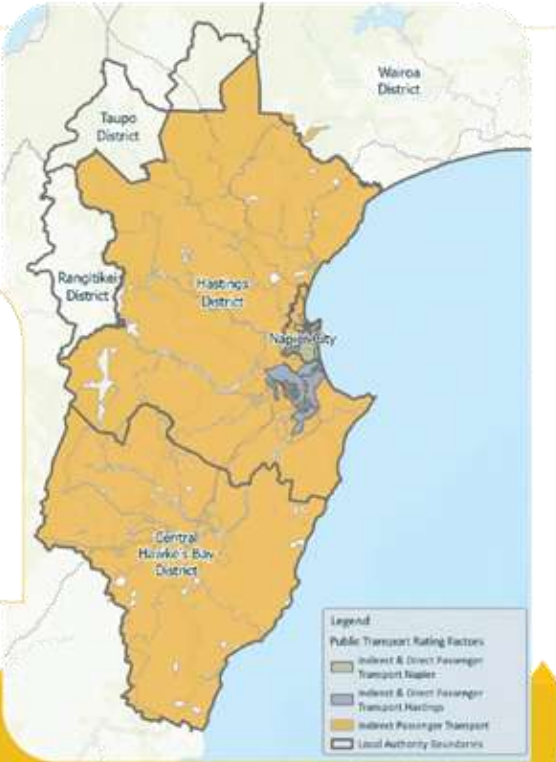 Wairoa
District
Taupo
District
Rangitikei
District
Hastings
District
Napier City
Central
Hawke's Bay
District
Legend
Public Transport Rating Factors
Indirect & Direct Passenger
Transport Napier
Indirect & Direct Passenger
Transport Hastings
Indirect Passenger Transport
Local Authority Boundaries